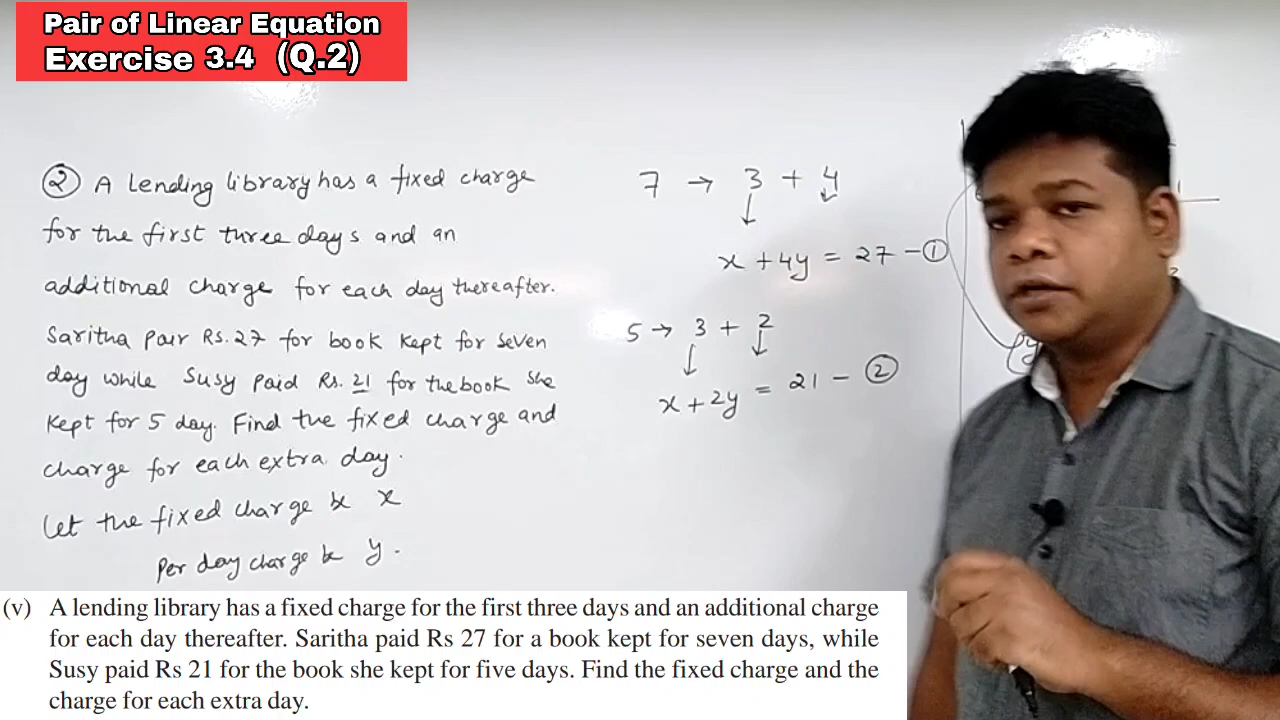 Pair of Linear Equation
Exercise 3.4 (Q.2)
② A Lending library has a fixed charge
for the first three days and an
additional charge for each day thereafter.
Saritha pair Rs. 27 for book kept for seven
day while Susy paid Rs. 21 for the book she
kept for 5 day. Find the fixed charge and
charge for each extra day.
Let the fixed charge be x
Per day charge be y.
7 → 3 + 4
x + 4y = 27 - ①
5 → 3 + 2
x + 2y = 21 - ②
(v) A lending library has a fixed charge for the first three days and an additional charge
for each day thereafter. Saritha paid Rs 27 for a book kept for seven days, while
Susy paid Rs 21 for the book she kept for five days. Find the fixed charge and the
charge for each extra day.